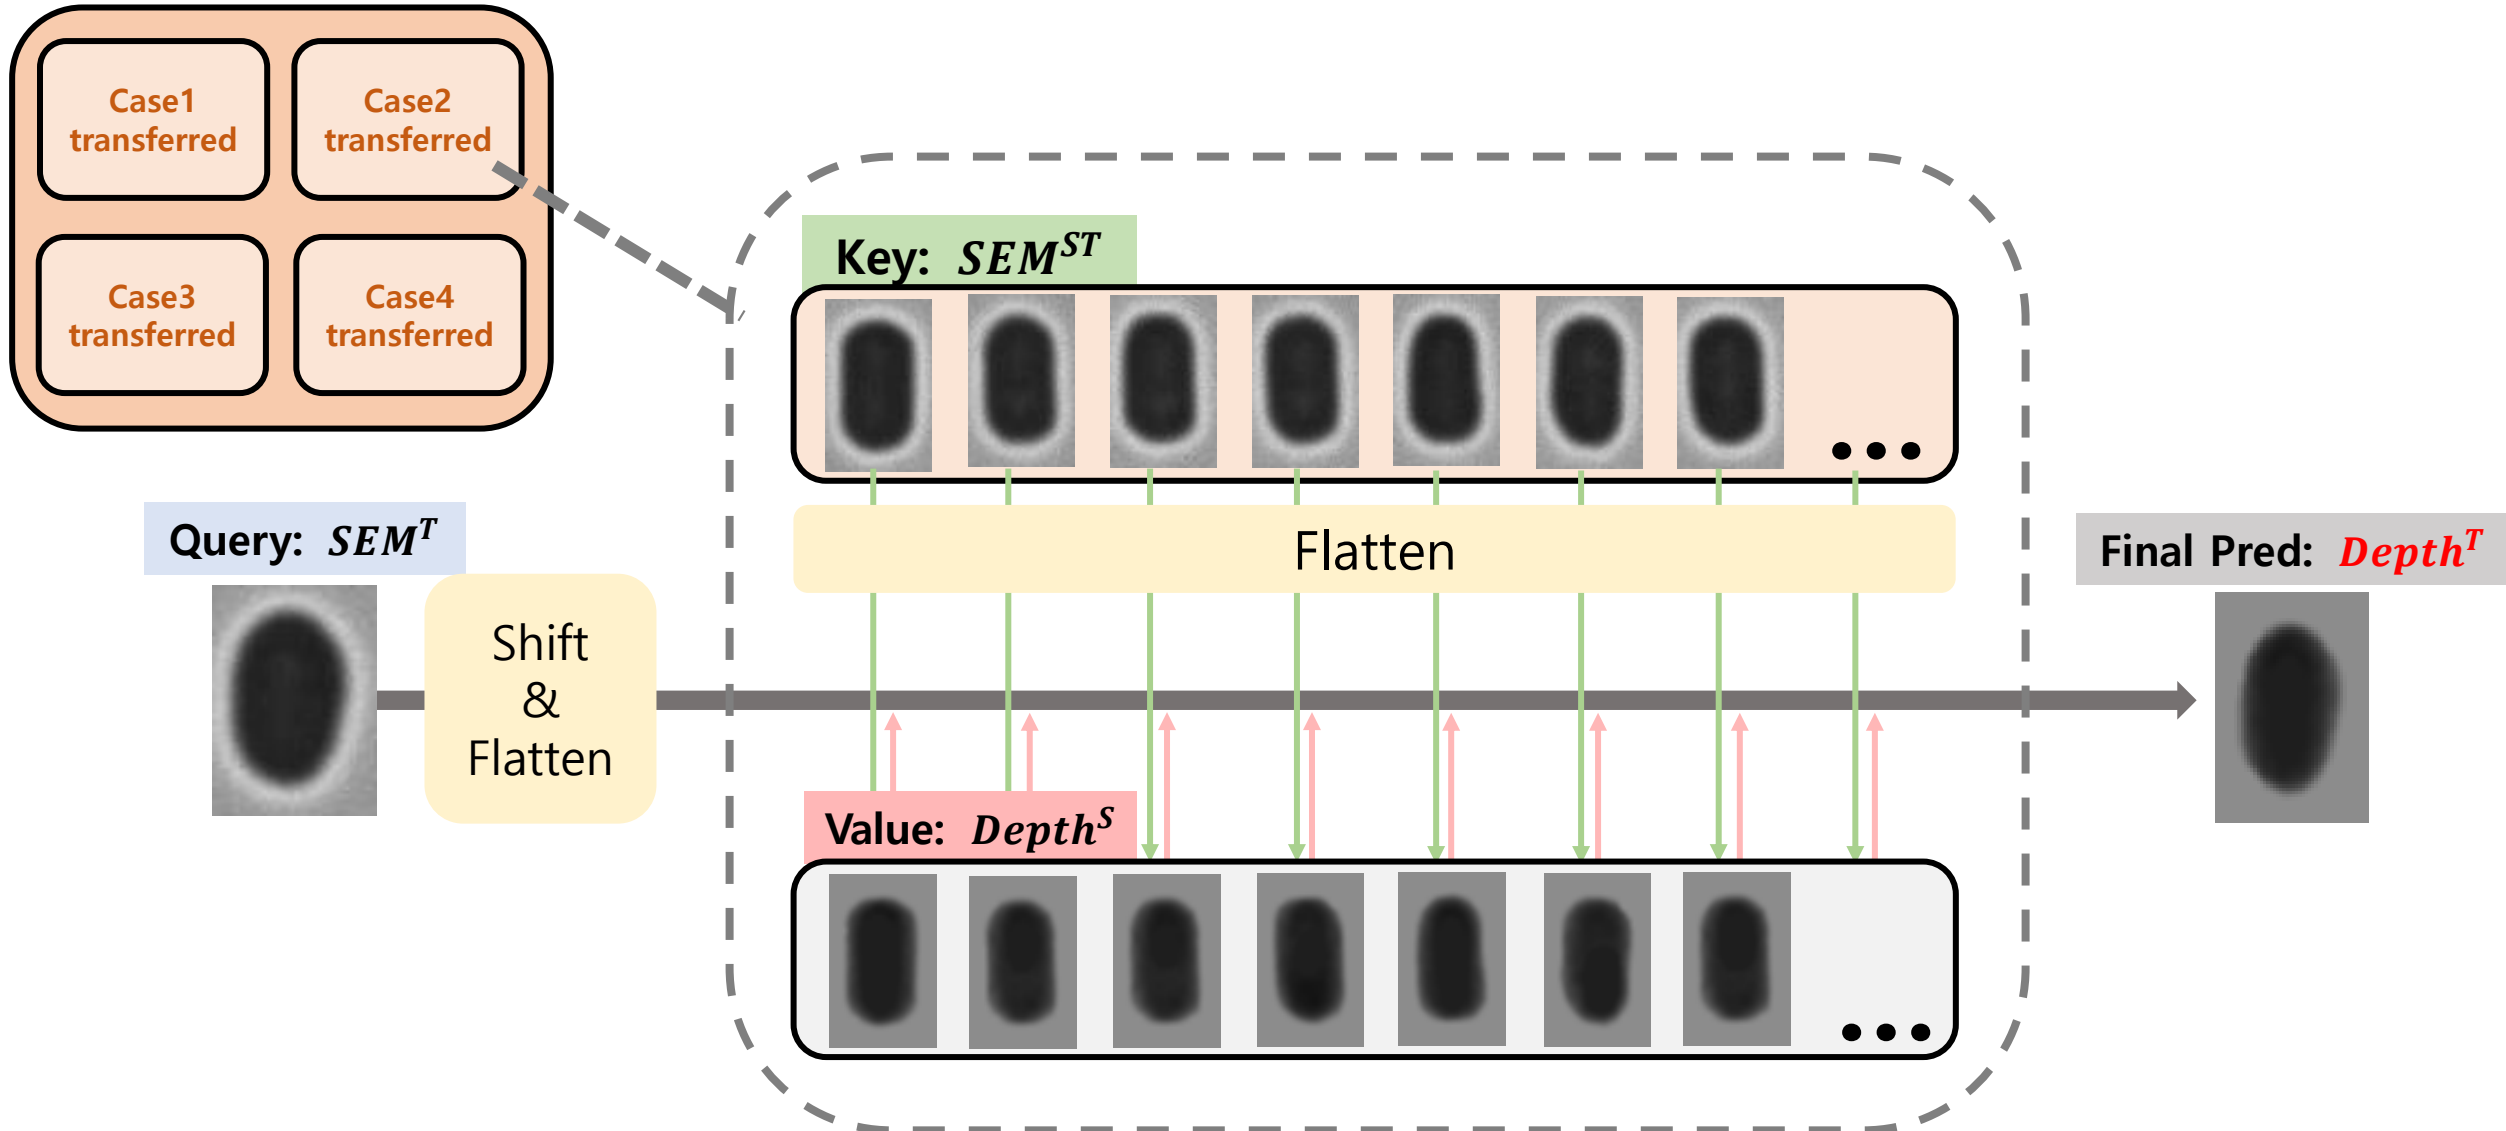 Case1
transferred
Case2
transferred
Case3
transferred
Case4
transferred
Key: SEM^ST
Query: SEM^T
Flatten
Shift
&
Flatten
Final Pred: Depth^T
Value: Depth^S